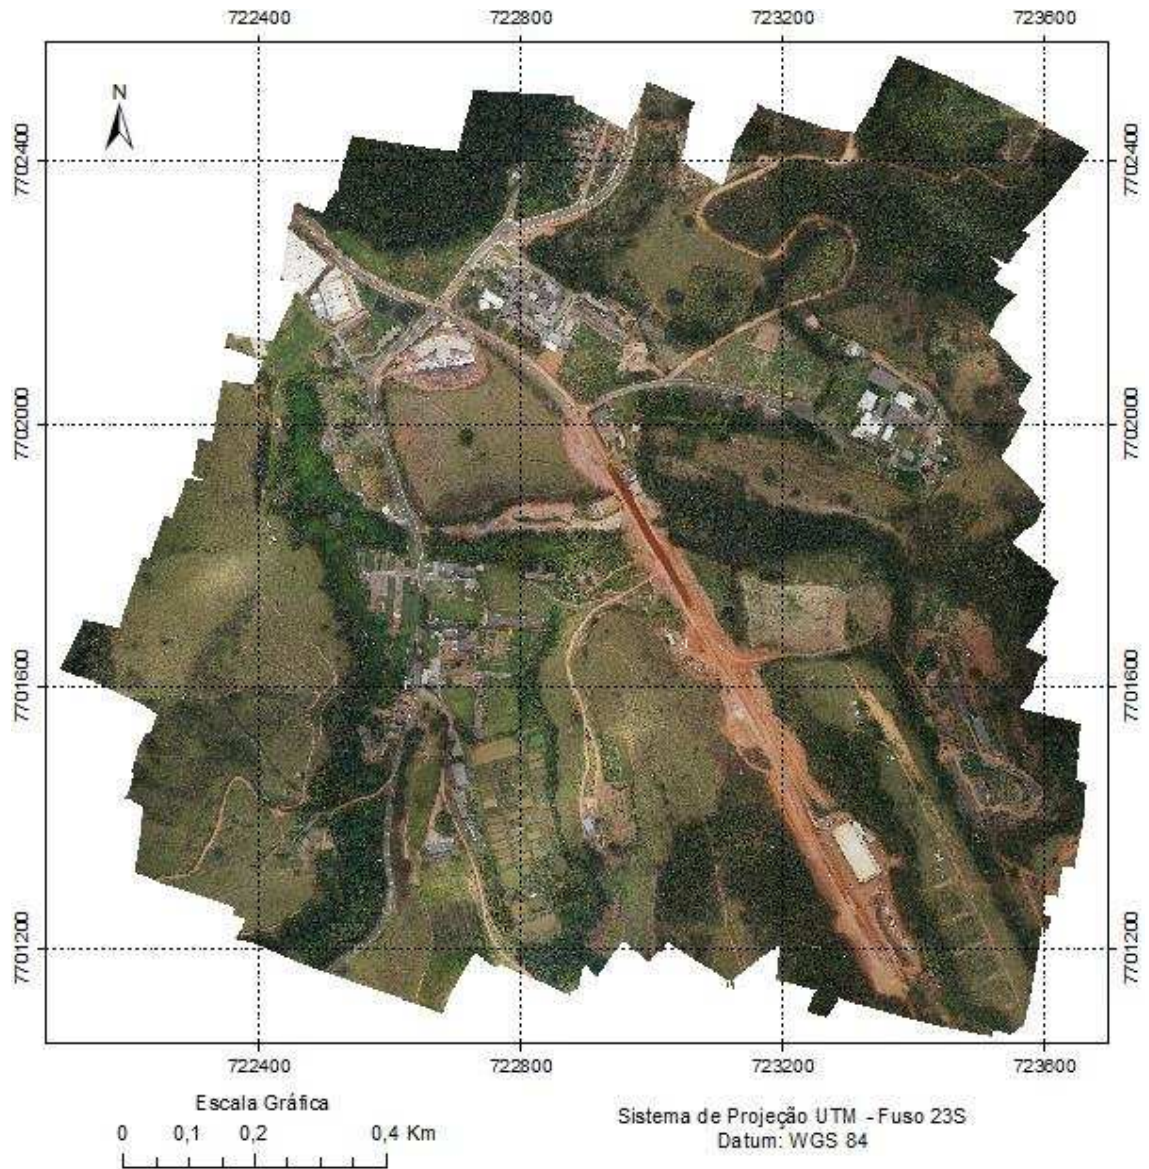 722400 722800 723200 723600
N
7702400 7702400
7702000 7702000
7701600 7701600
7701200 7701200
722400 722800 723200 723600
Escala Gráfica
0 0,1 0,2 0,4 Km
Sistema de Projeção UTM - Fuso 23S
Datum: WGS 84